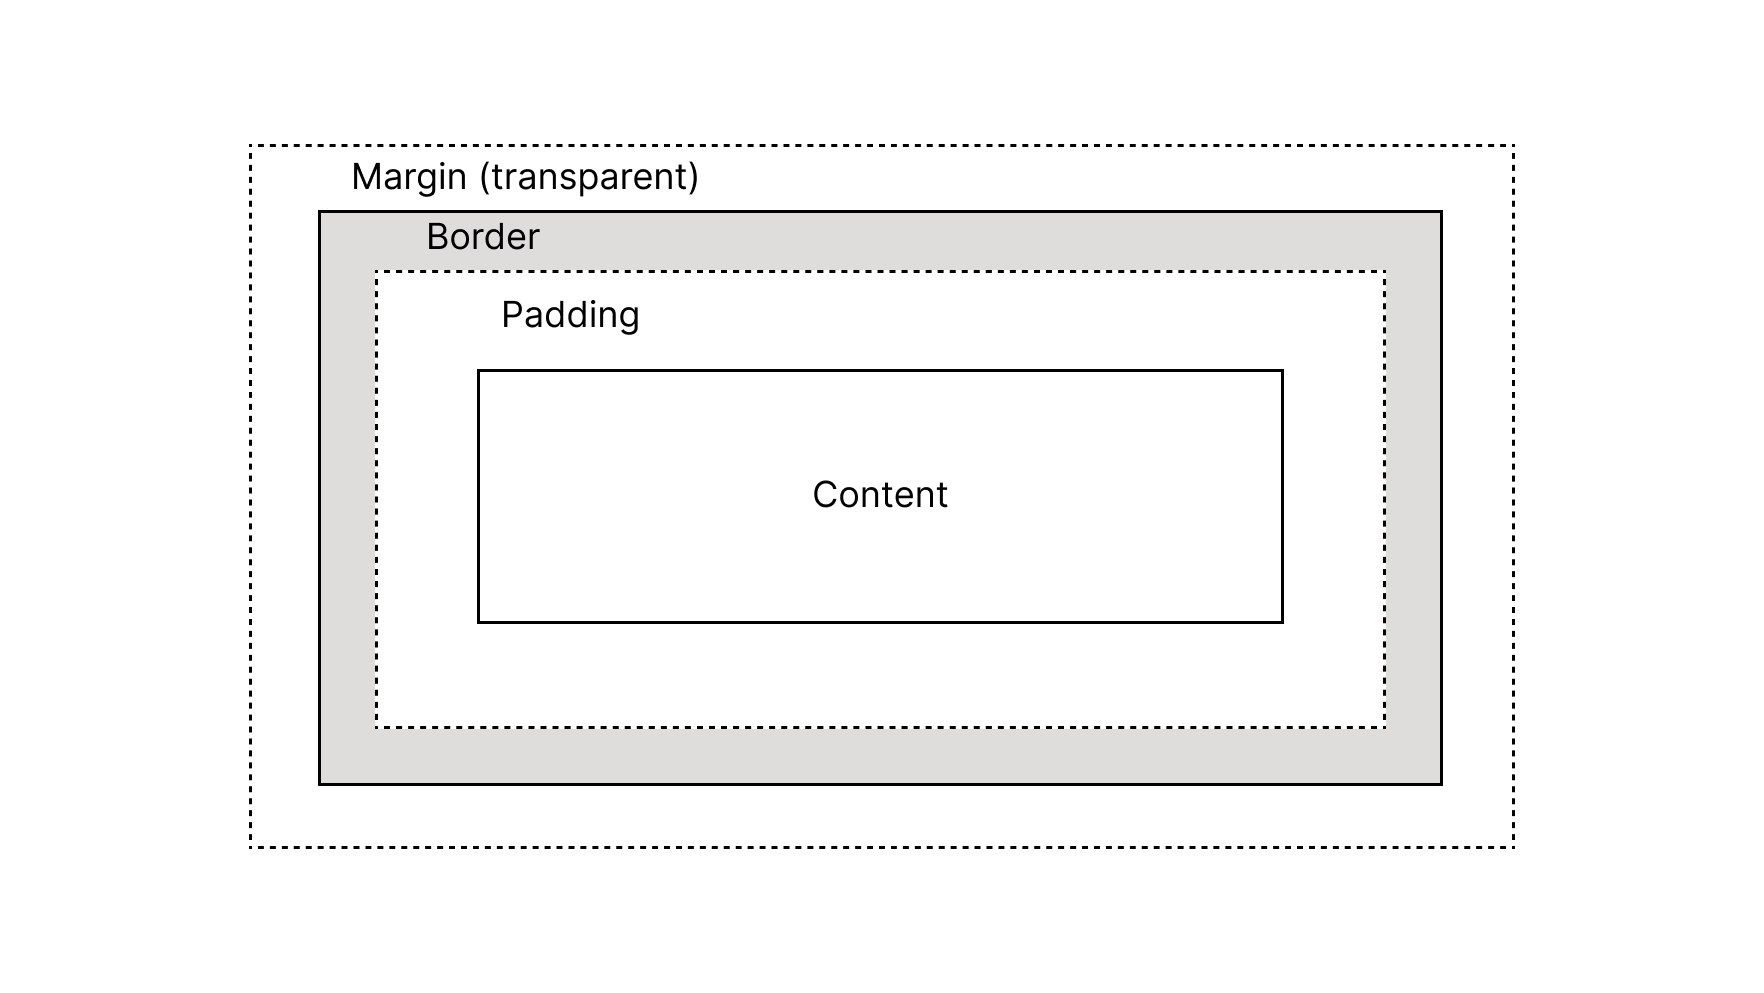 Margin (transparent)
Border
Padding
Content